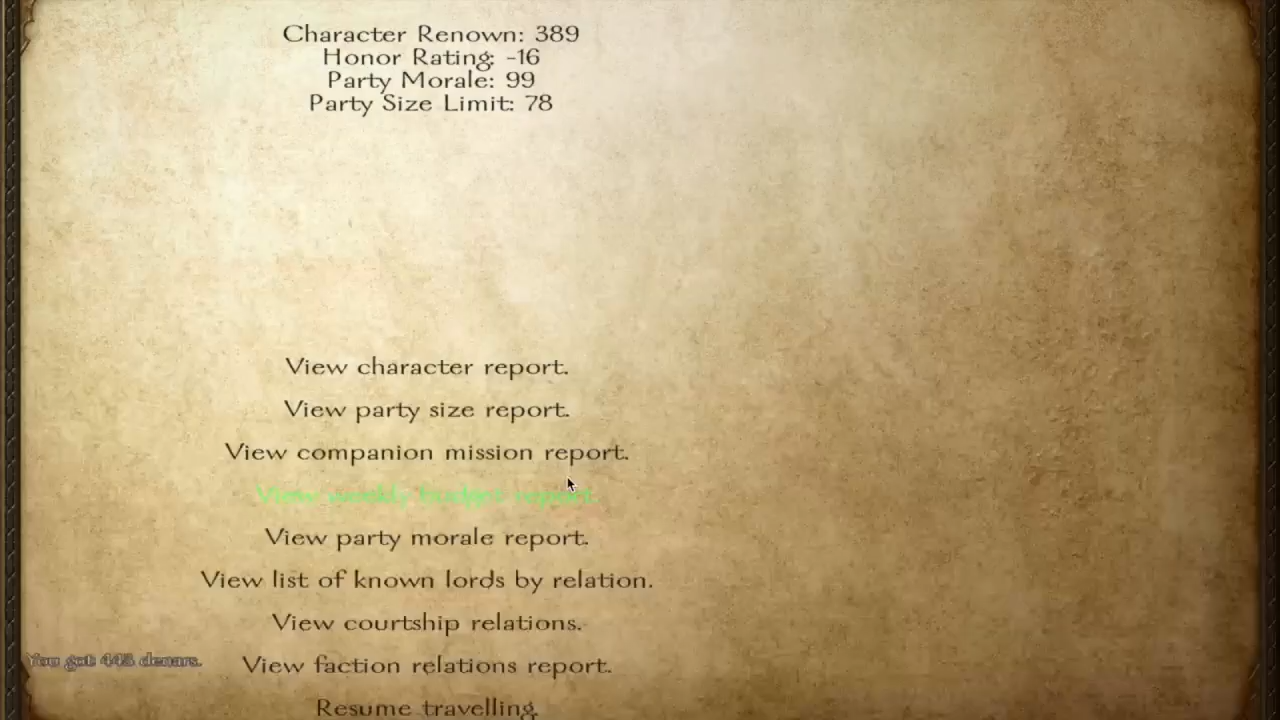 Character Renown: 389
Honor Rating: -16
Party Morale: 99
Party Size Limit: 78
View character report.
View party size report.
View companion mission report.
View weekly budget report.
View party morale report.
View list of known lords by relation.
View courtship relations.
You got 443 denars.
View faction relations report.
Resume travelling.